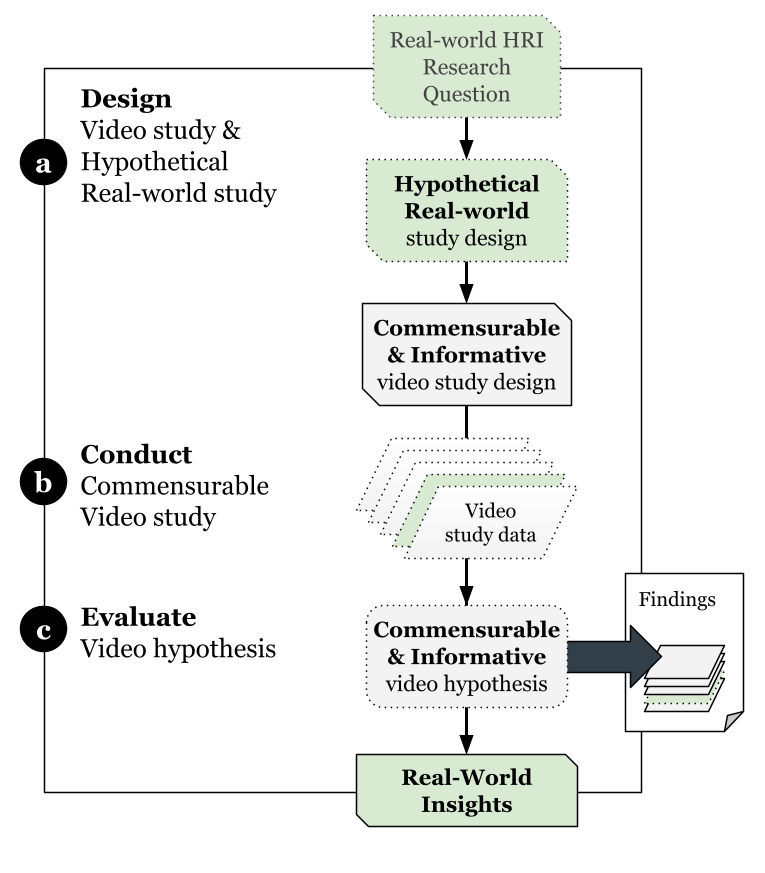 Real-world HRI
Research
Question
a
Design
Video study &
Hypothetical
Real-world study
Hypothetical
Real-world
study design
Commensurable
& Informative
video study design
b
Conduct
Commensurable
Video study
Video
study data
c
Evaluate
Video hypothesis
Commensurable
& Informative
video hypothesis
Findings
Real-World
Insights